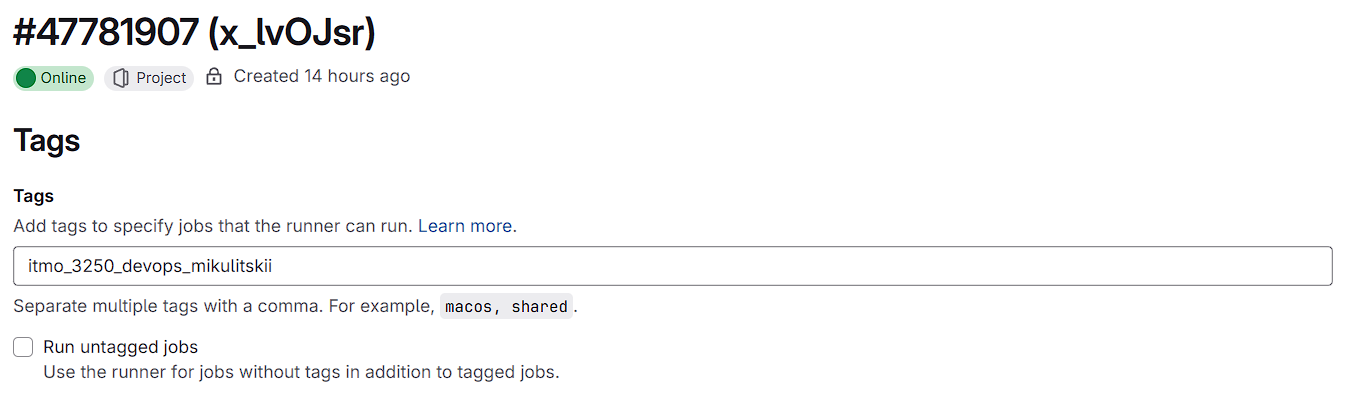 #47781907 (x_lvOJsr)
Online Project Created 14 hours ago
Tags
Tags
Add tags to specify jobs that the runner can run. Learn more.
itmo_3250_devops_mikulitskii
Separate multiple tags with a comma. For example, macos, shared.
Run untagged jobs
Use the runner for jobs without tags in addition to tagged jobs.